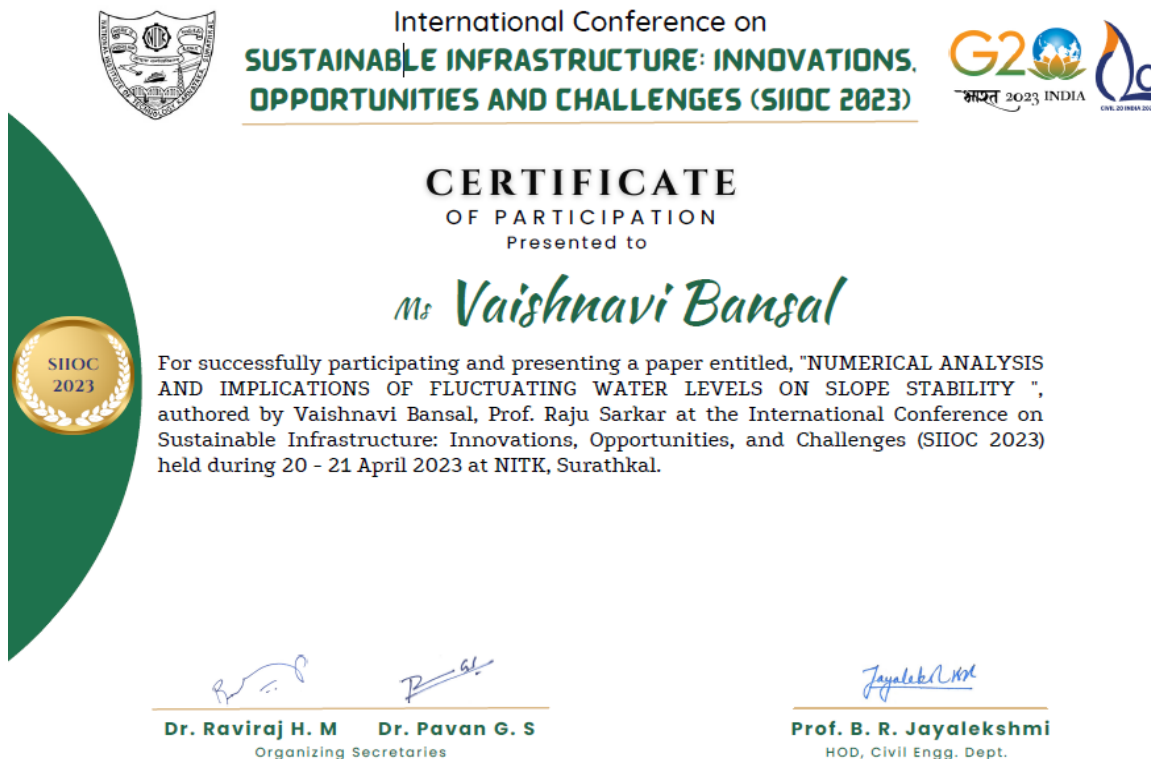 International Conference on
SUSTAINABLE INFRASTRUCTURE: INNOVATIONS,
OPPORTUNITIES AND CHALLENGES (SIIOC 2023)
G20
भारत 2023 INDIA
CERTIFICATE
OF PARTICIPATION
Presented to
Ms Vaishnavi Bansal
SIIOC
2023
For successfully participating and presenting a paper entitled, "NUMERICAL ANALYSIS
AND IMPLICATIONS OF FLUCTUATING WATER LEVELS ON SLOPE STABILITY ",
authored by Vaishnavi Bansal, Prof. Raju Sarkar at the International Conference on
Sustainable Infrastructure: Innovations, Opportunities, and Challenges (SIIOC 2023)
held during 20 - 21 April 2023 at NITK, Surathkal.
Dr. Raviraj H. M Dr. Pavan G. S
Organizing Secretaries
Prof. B. R. Jayalekshmi
HOD, Civil Engg. Dept.